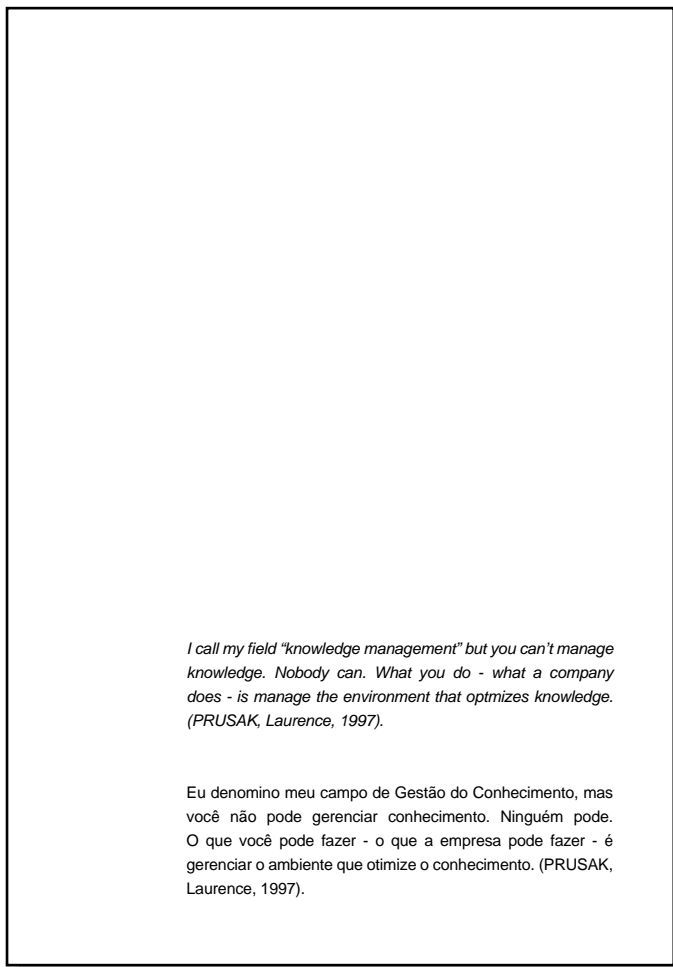 I call my field “knowledge management” but you can’t manage
knowledge. Nobody can. What you do - what a company
does - is manage the environment that optmizes knowledge.
(PRUSAK, Laurence, 1997).
Eu denomino meu campo de Gestão do Conhecimento, mas
você não pode gerenciar conhecimento. Ninguém pode.
O que você pode fazer - o que a empresa pode fazer - é
gerenciar o ambiente que otimize o conhecimento. (PRUSAK,
Laurence, 1997).